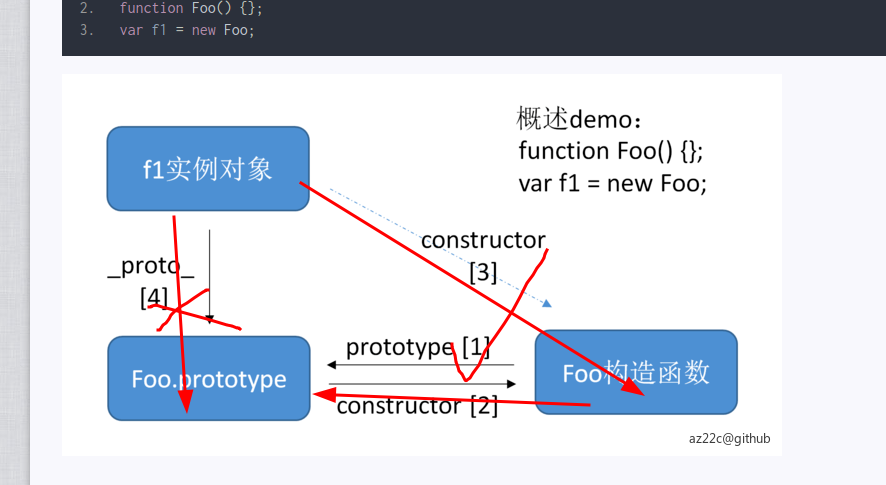 2. function Foo() {};
3. var f1 = new Foo;
概述demo：
function Foo() {};
var f1 = new Foo;
f1实例对象
constructor
[3]
_proto_
[4]
prototype [1]
Foo.prototype
Foo构造函数
constructor [2]
az22c@github